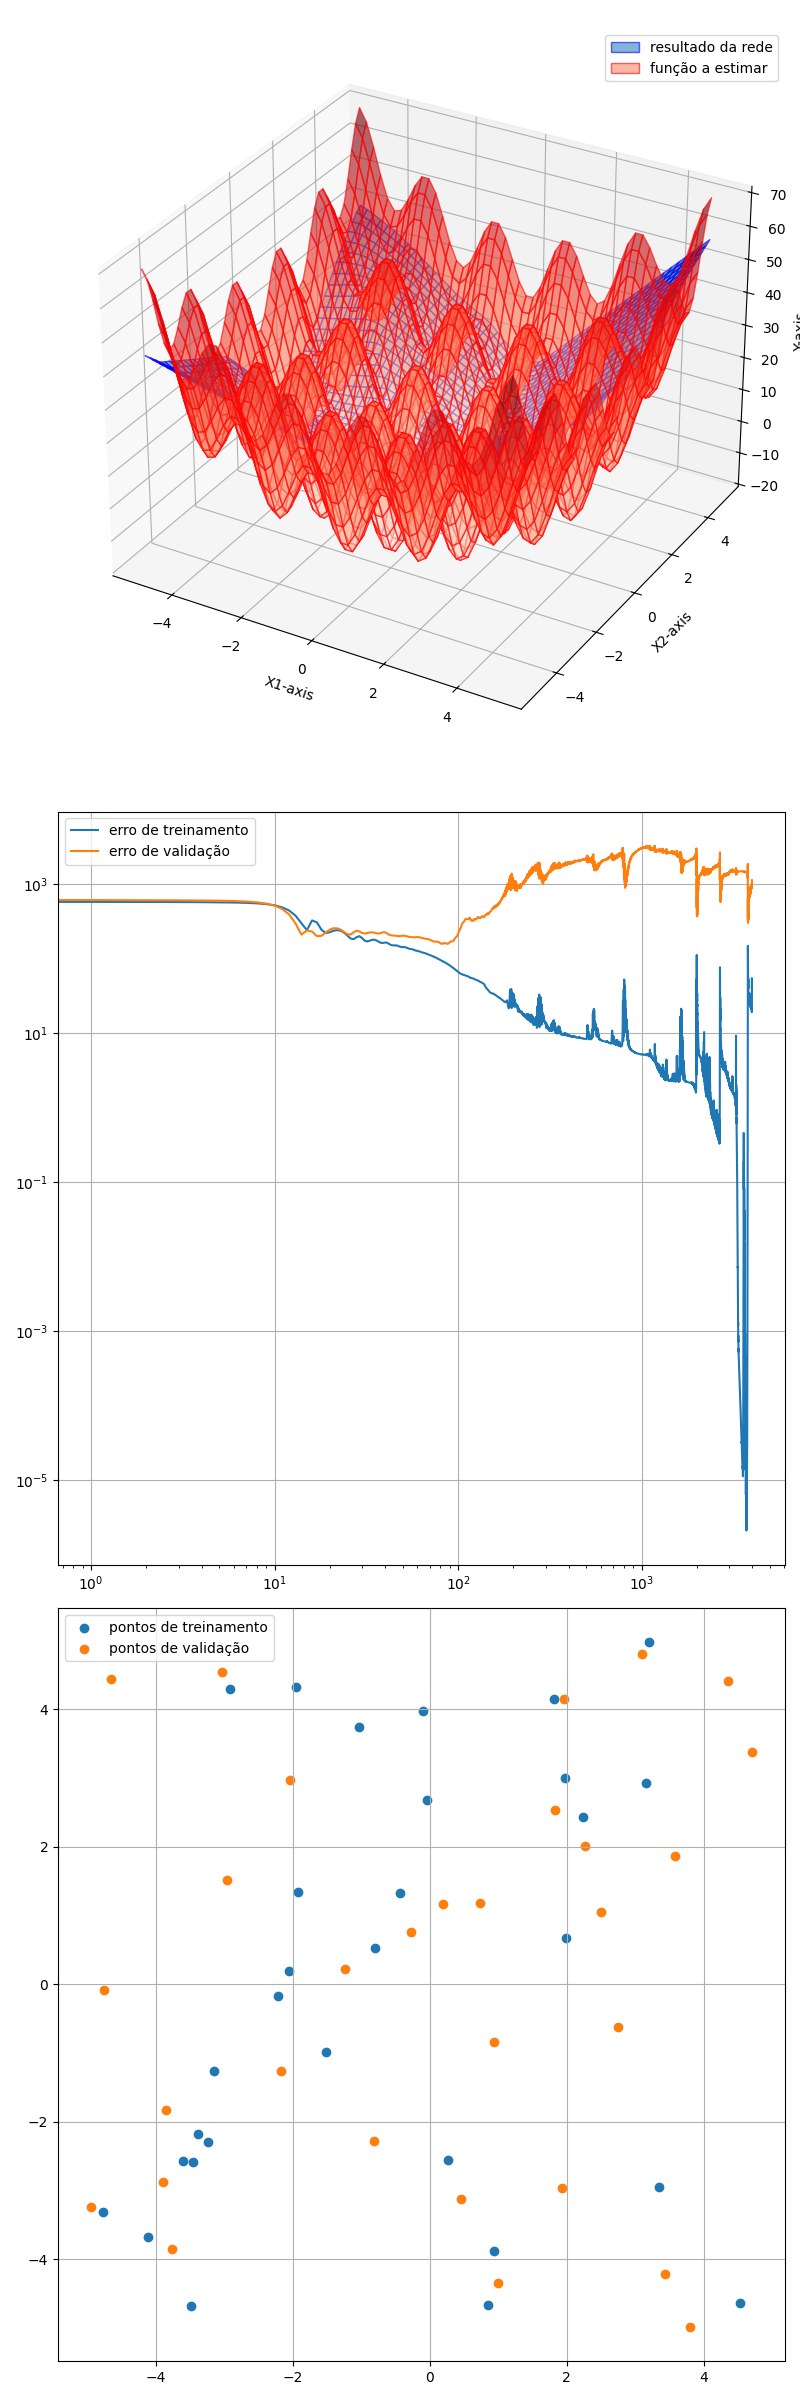 resultado da rede
função a estimar
70
60
50
40
30
20
10
0
−10
−20
Y-axis
4
2
0
−2
−4
X2-axis
−4
−2
0
2
4
X1-axis
erro de treinamento
erro de validação
10³
10¹
10⁻¹
10⁻³
10⁻⁵
10⁰ 10¹ 10² 10³
pontos de treinamento
pontos de validação
4
2
0
−2
−4
−4 −2 0 2 4